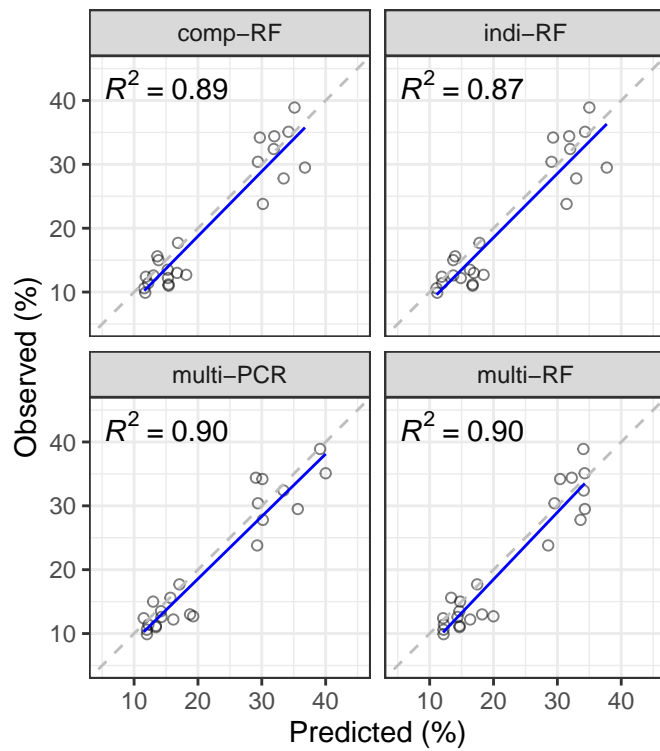 comp−RF
indi−RF
R² = 0.89
R² = 0.87
40
30
20
10
multi−PCR
multi−RF
R² = 0.90
R² = 0.90
40
30
20
10
10 20 30 40
10 20 30 40
Observed (%)
Predicted (%)